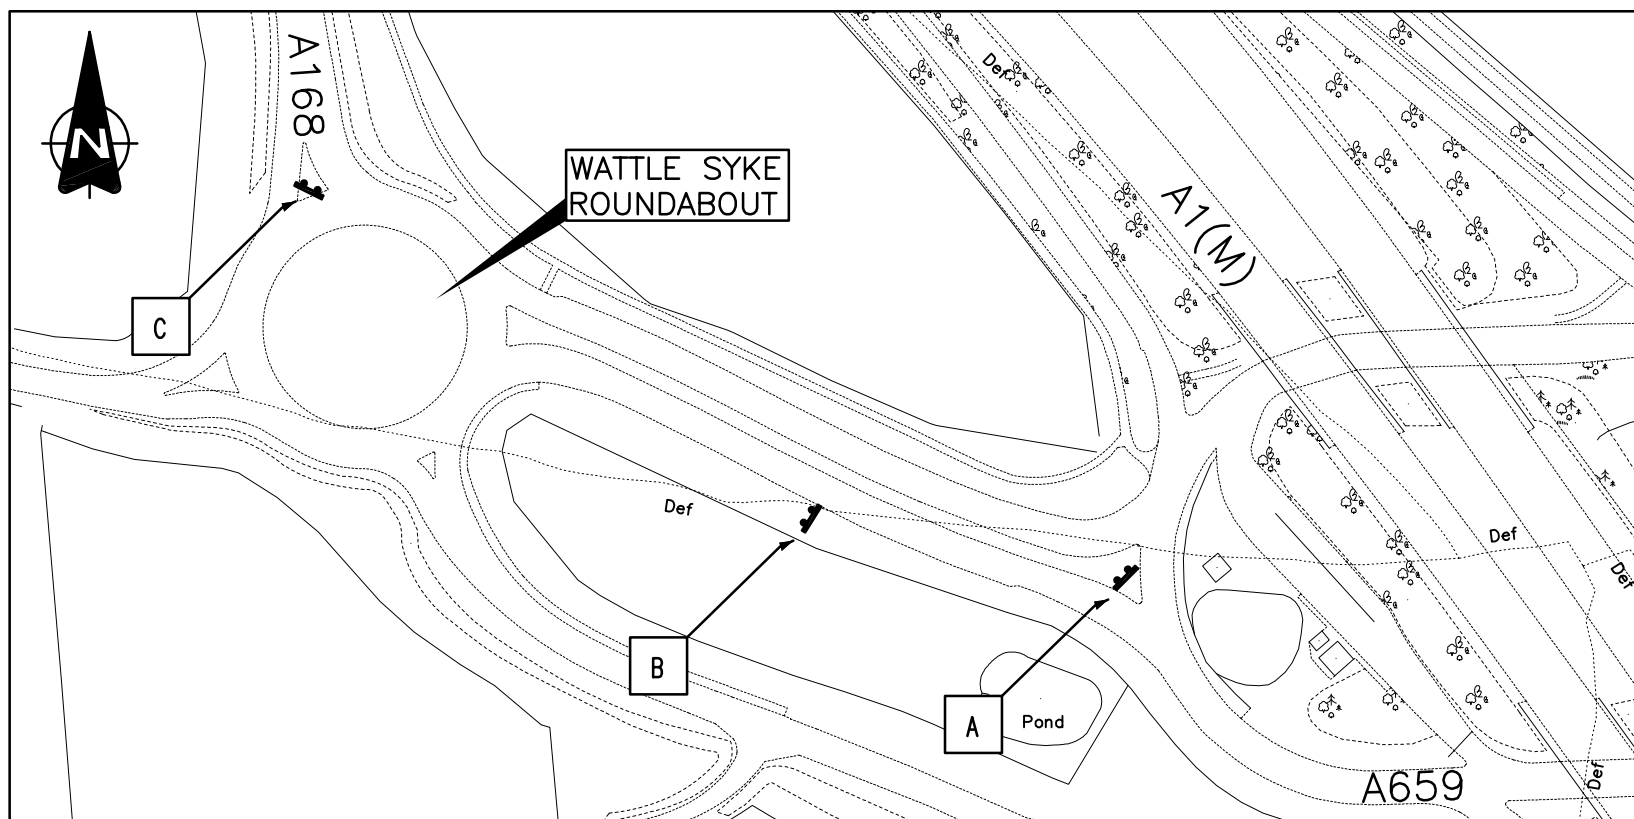 A168
N
WATTLE SYKE
ROUNDABOUT
Def
A1(M)
C
Def
Def
B
Def
A
Pond
A659
Def